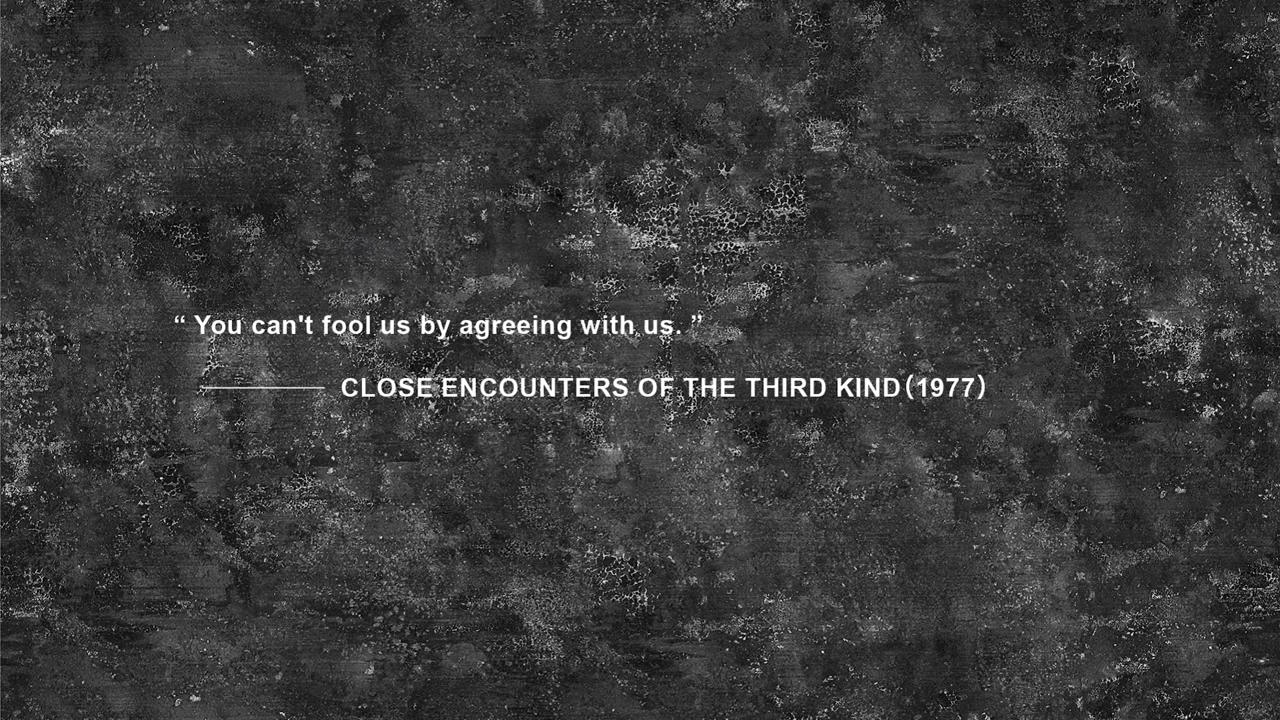 “ You can't fool us by agreeing with us. ”
CLOSE ENCOUNTERS OF THE THIRD KIND(1977)